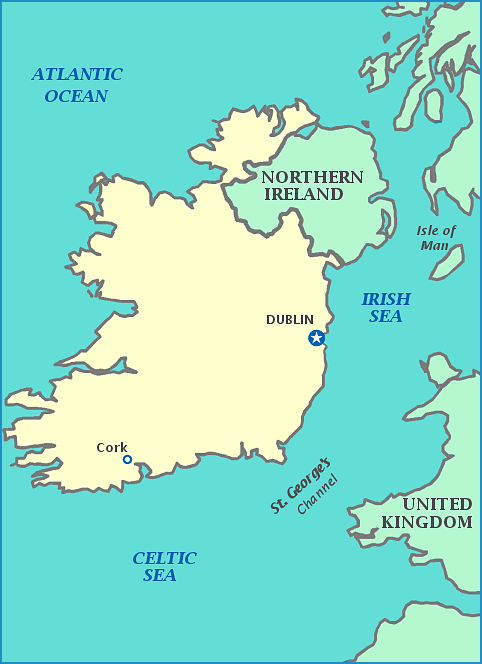 ATLANTIC
OCEAN
NORTHERN
IRELAND
Isle of
Man
IRISH
SEA
DUBLIN
Cork
St. George's
Channel
UNITED
KINGDOM
CELTIC
SEA